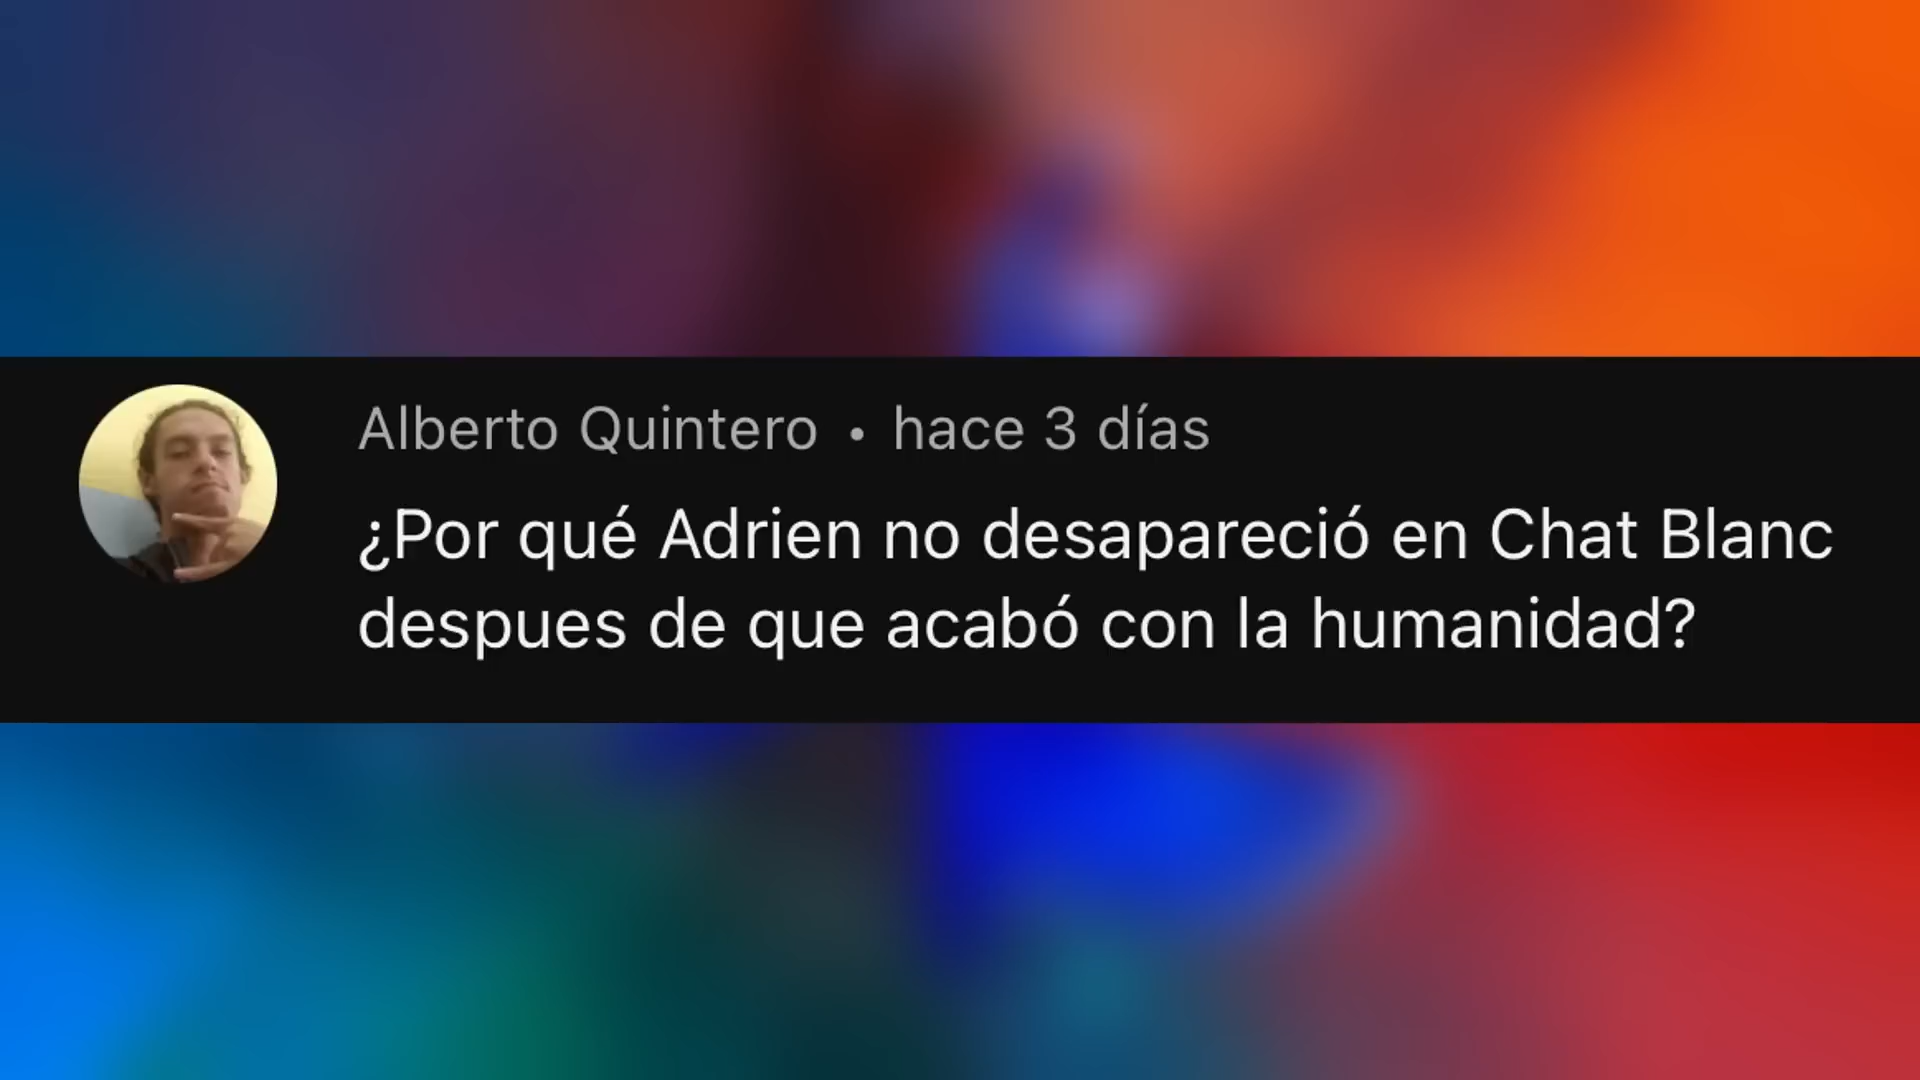 Alberto Quintero • hace 3 días
¿Por qué Adrien no desapareció en Chat Blanc
despues de que acabó con la humanidad?